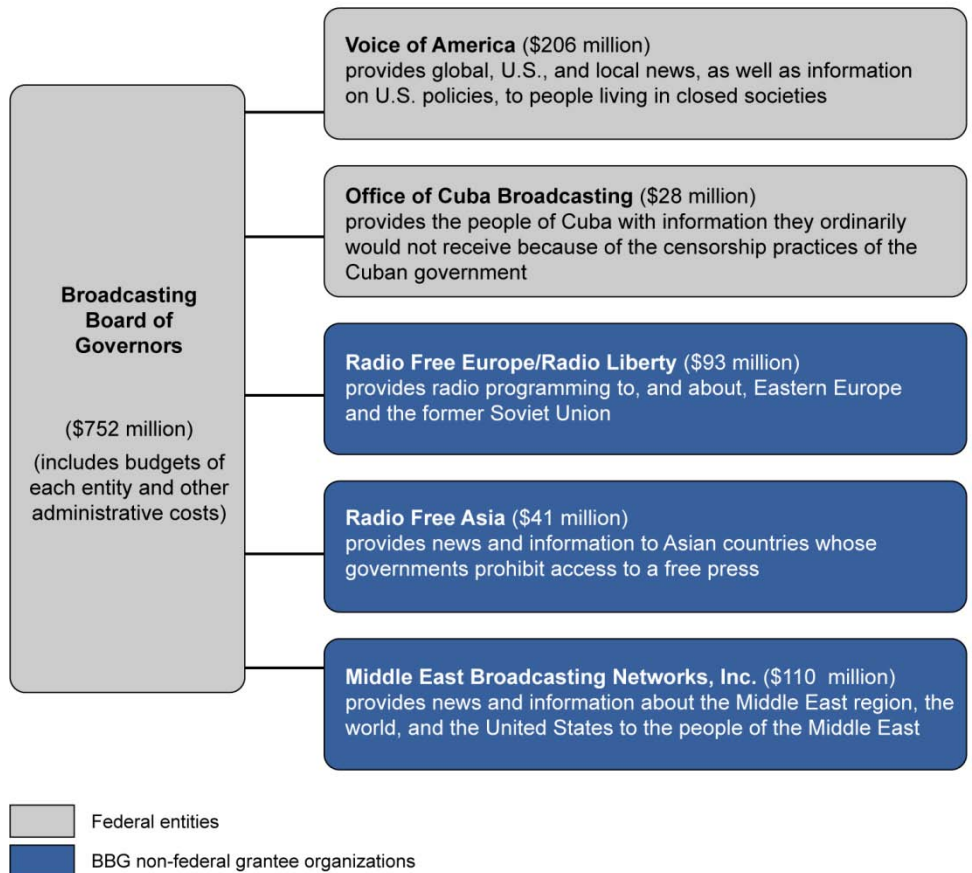 Broadcasting
Board of
Governors
($752 million)
(includes budgets of
each entity and other
administrative costs)
Voice of America ($206 million)
provides global, U.S., and local news, as well as information
on U.S. policies, to people living in closed societies
Office of Cuba Broadcasting ($28 million)
provides the people of Cuba with information they ordinarily
would not receive because of the censorship practices of the
Cuban government
Radio Free Europe/Radio Liberty ($93 million)
provides radio programming to, and about, Eastern Europe
and the former Soviet Union
Radio Free Asia ($41 million)
provides news and information to Asian countries whose
governments prohibit access to a free press
Middle East Broadcasting Networks, Inc. ($110 million)
provides news and information about the Middle East region, the
world, and the United States to the people of the Middle East
Federal entities
BBG non-federal grantee organizations